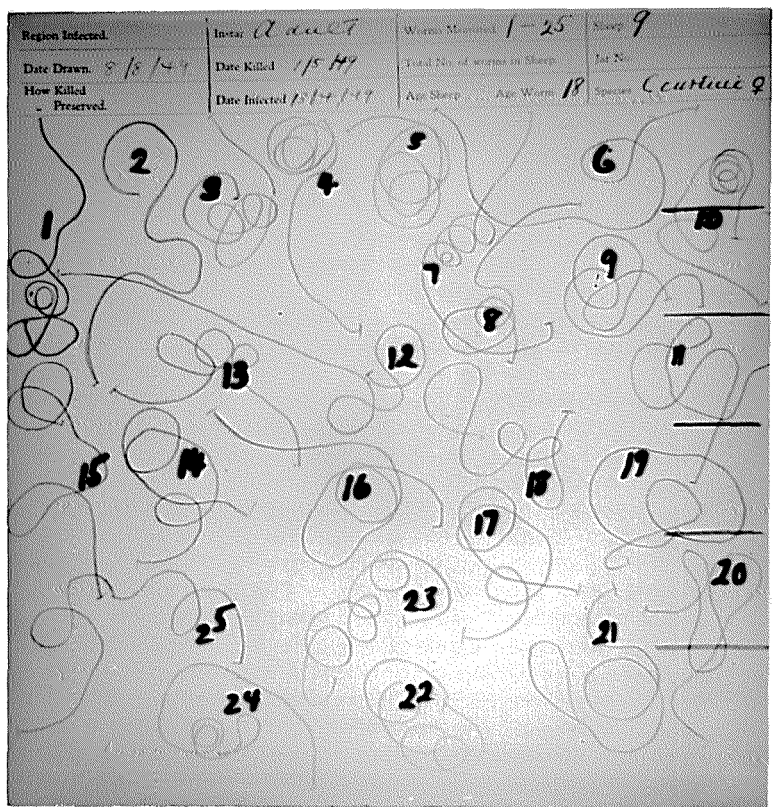 Region Infected. Instar Adult Worms Measured 1-25 Sheep 9
Date Drawn. 8/8/49 Date Killed 1/5/49 Total No. of worms in Sheep Jar No.
How Killed
Preserved. Date Infected 15/4/49 Age Sheep Age Worm 18 Species C curticei ♀
2 3 4 5 6
1 10
7 9
8
12 11
13
15 14 16 18 19
17
20
23
25 21
24 22